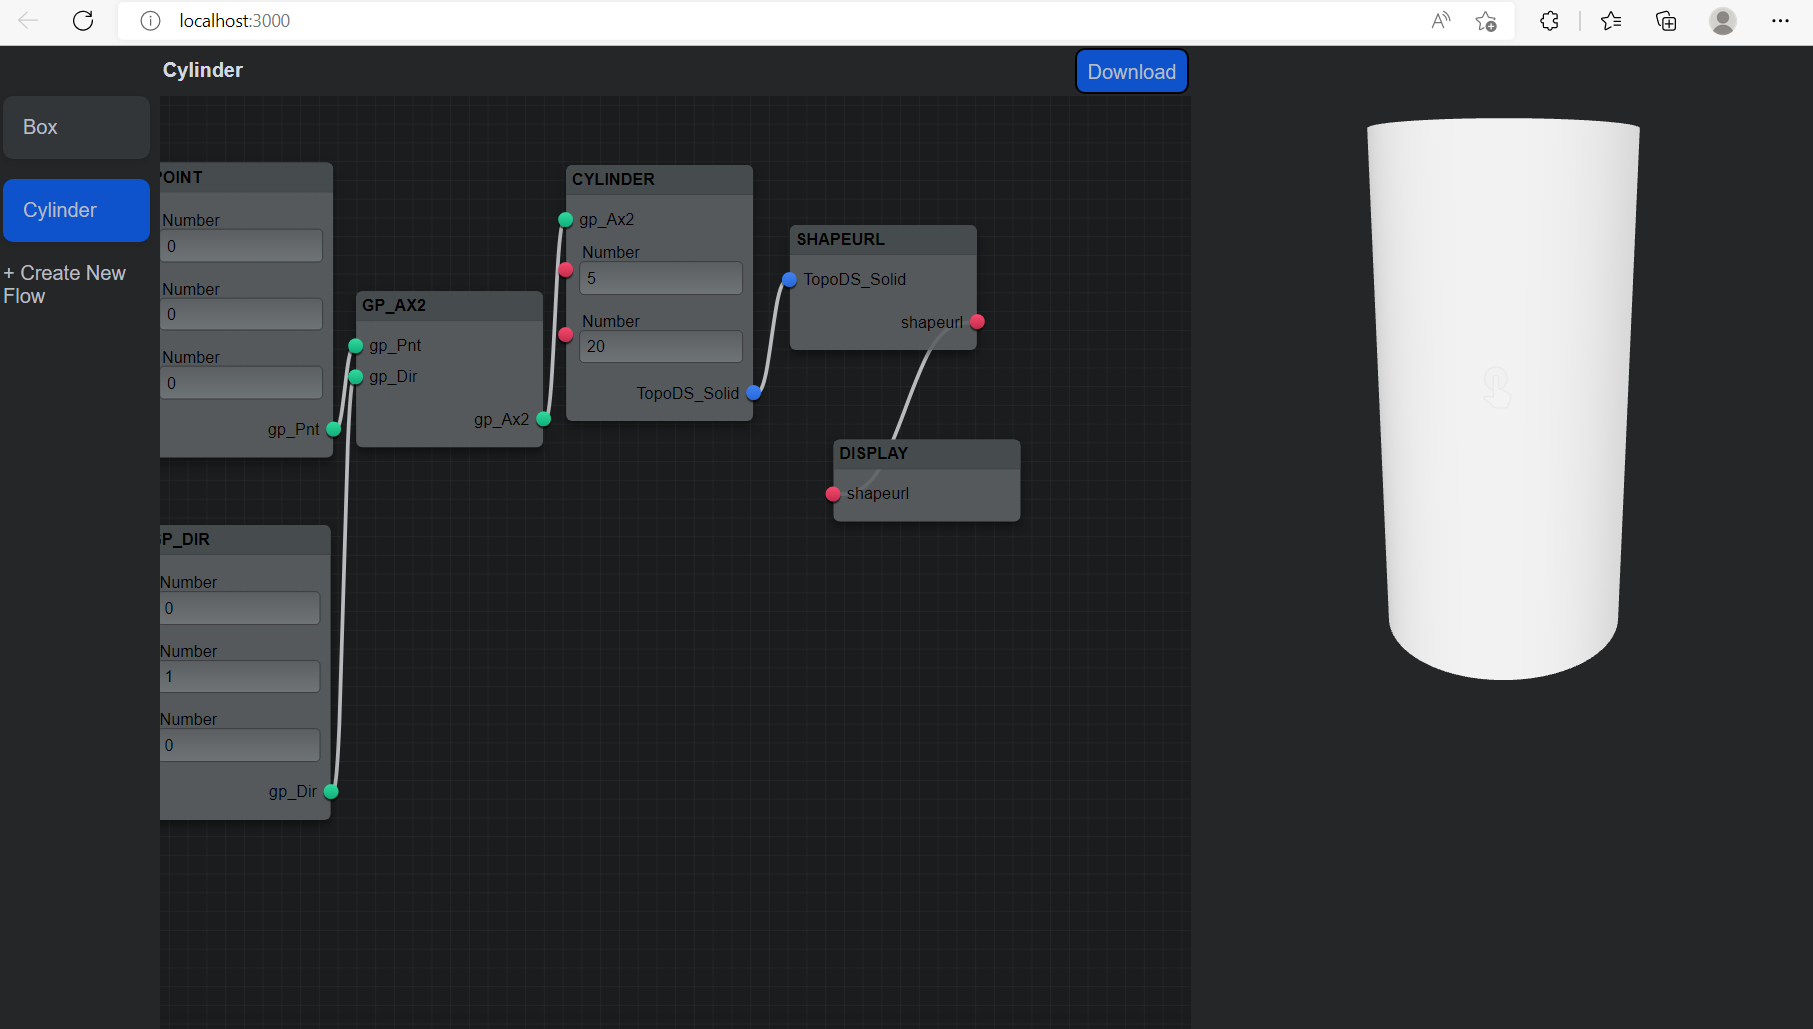 localhost:3000
Cylinder
Download
Box
Cylinder
+ Create New
Flow
POINT
Number
0
Number
0
Number
0
gp_Pnt
GP_AX2
gp_Pnt
gp_Dir
gp_Ax2
CYLINDER
gp_Ax2
Number
5
Number
20
TopoDS_Solid
SHAPEURL
TopoDS_Solid
shapeurl
DISPLAY
shapeurl
GP_DIR
Number
0
Number
1
Number
0
gp_Dir